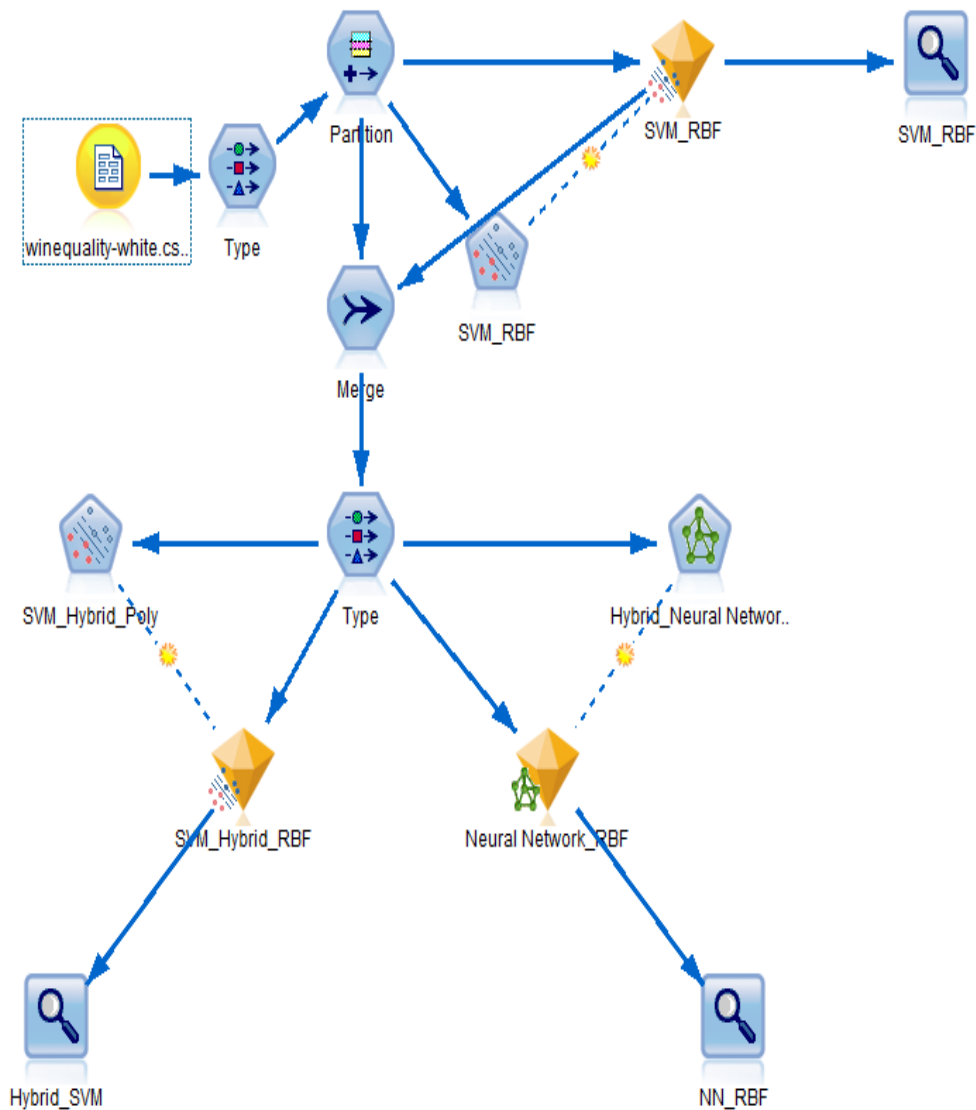 Partition
SVM_RBF
SVM_RBF
winequality-white.cs..
Type
SVM_RBF
Merge
SVM_Hybrid_Poly
Type
Hybrid_Neural Networ..
SVM_Hybrid_RBF
Neural Network_RBF
Hybrid_SVM
NN_RBF